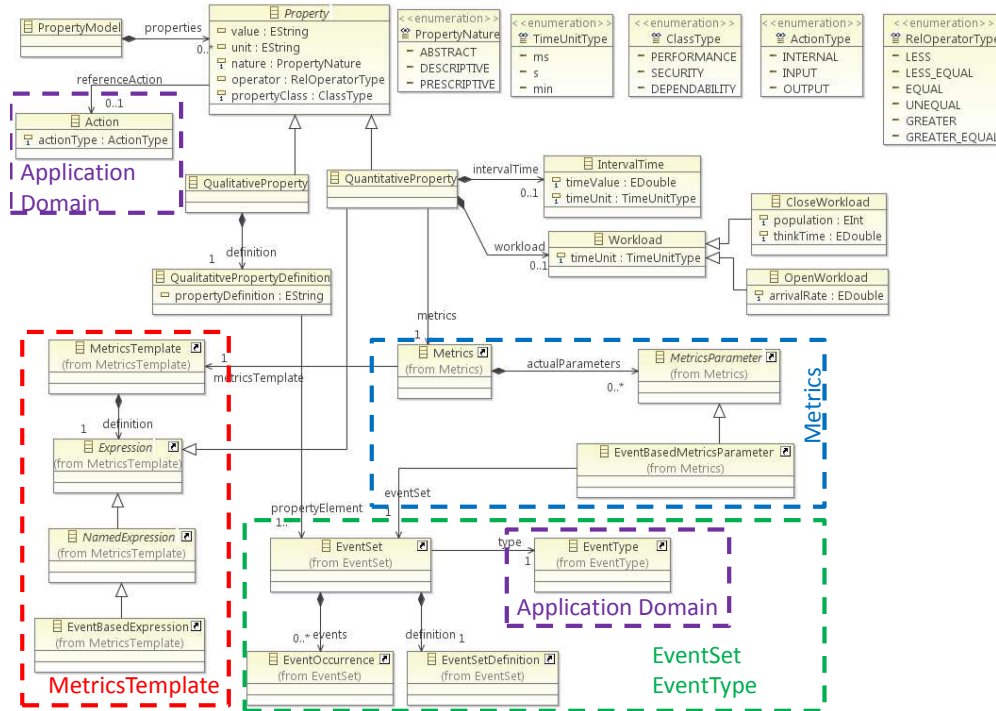 PropertyModel
properties
0..*
Property
value : EString
unit : EString
nature : PropertyNature
operator : RelOperatorType
propertyClass : ClassType
<<enumeration>>
PropertyNature
ABSTRACT
DESCRIPTIVE
PRESCRIPTIVE
<<enumeration>>
TimeUnitType
ms
s
min
<<enumeration>>
ClassType
PERFORMANCE
SECURITY
DEPENDABILITY
<<enumeration>>
ActionType
INTERNAL
INPUT
OUTPUT
<<enumeration>>
RelOperatorType
LESS
LESS_EQUAL
EQUAL
UNEQUAL
GREATER
GREATER_EQUAL
referenceAction
0..1
Action
actionType : ActionType
Application
Domain
QualitativeProperty
QuantitativeProperty
intervalTime
0..1
IntervalTime
timeValue : EDouble
timeUnit : TimeUnitType
workload
0..1
Workload
timeUnit : TimeUnitType
CloseWorkload
population : EInt
thinkTime : EDouble
OpenWorkload
arrivalRate : EDouble
definition
1
QualitatitvePropertyDefinition
propertyDefinition : EString
metrics
1
MetricsTemplate
(from MetricsTemplate)
1
metricsTemplate
Metrics
(from Metrics)
actualParameters
0..*
MetricsParameter
(from Metrics)
Metrics
definition
1
Expression
(from MetricsTemplate)
EventBasedMetricsParameter
(from Metrics)
eventSet
1
propertyElement
1..
NamedExpression
(from MetricsTemplate)
EventSet
(from EventSet)
type
1
EventType
(from EventType)
Application Domain
EventBasedExpression
(from MetricsTemplate)
MetricsTemplate
0..*
events
definition
1
EventOccurrence
(from EventSet)
EventSetDefinition
(from EventSet)
EventSet
EventType